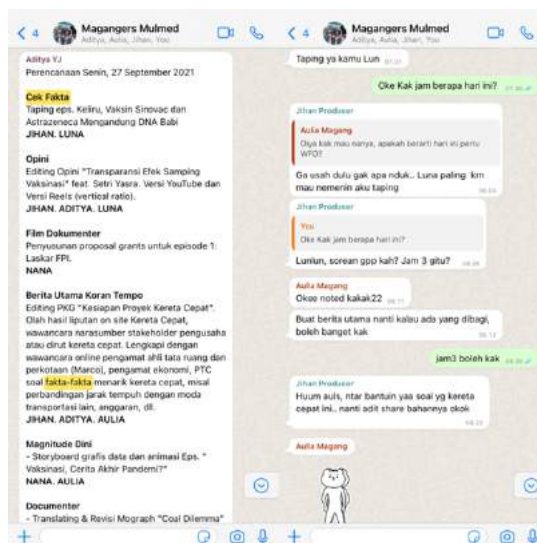 4
Magangers Mulmed
Aditya, Aulia, Jihan, You
Aditya YJ
Perencanaan Senin, 27 September 2021
Cek Fakta
Taping eps. Keliru, Vaksin Sinovac dan
Astrazeneca Mengandung DNA Babi
JIHAN. LUNA
Opini
Editing Opini "Transparansi Efek Samping
Vaksinasi" feat. Setri Yasra. Versi YouTube dan
Versi Reels (vertical ratio).
JIHAN. ADITYA. LUNA
Film Dokumenter
Penyusunan proposal grants untuk episode 1:
Laskar FPI.
NANA
Berita Utama Koran Tempo
Editing PKG "Kesiapan Proyek Kereta Cepat".
Olah hasil liputan on site Kereta Cepat,
wawancara narasumber stakeholder pengusaha
atau dirut kereta cepat. Lengkapi dengan
wawancara online pengamat ahli tata ruang dan
perkotaan (Marco), pengamat ekonomi, PTC
soal fakta-fakta menarik kereta cepat, misal
perbandingan jarak tempuh dengan moda
transportasi lain, anggaran, dll.
JIHAN. ADITYA. AULIA
Magnitude Dini
- Storyboard grafis data dan animasi Eps. "
Vaksinasi, Cerita Akhir Pandemi?"
NANA. AULIA
Documenter
- Translating & Revisi Mograph "Coal Dilemma"
4
Magangers Mulmed
Aditya, Aulia, Jihan, You
Taping ya kamu Lun
Oke Kak jam berapa hari ini?
Jihan Produser
Aulia Magang
Oiya kak mau nanya, apakah berarti hari ini perlu
WFO?
Ga usah dulu gak apa nduk.. Luna paling krn
mau nemenin aku taping
Jihan Produser
You
Oke Kak jam berapa hari ini?
Lunlun, sorean gpp kah? Jam 3 gitu?
Aulia Magang
Okee noted kakak22
Buat berita utama nanti kalau ada yang dibagi,
boleh banget kak
jam3 boleh kak
Jihan Produser
Huum auls, ntar bantuin yaa soal yg kereta
cepat ini.. nanti adit share bahannya okok
Aulia Magang